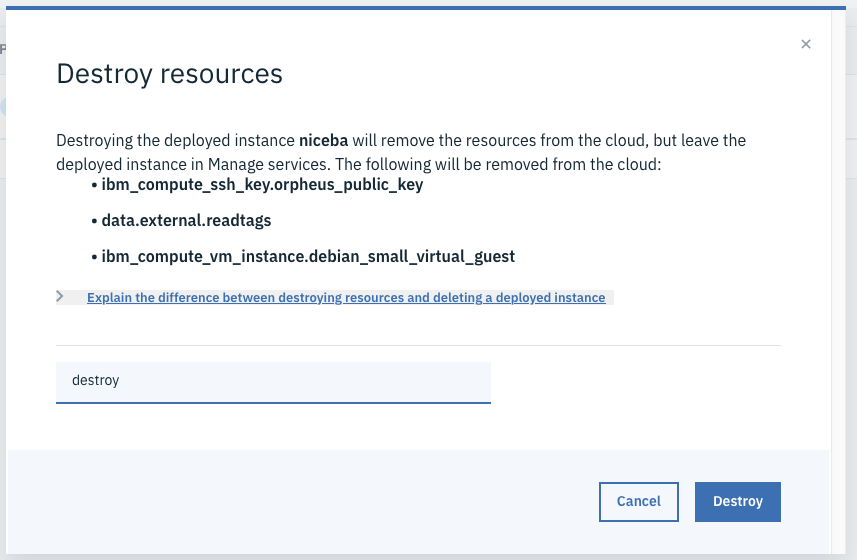 Destroy resources
Destroying the deployed instance niceba will remove the resources from the cloud, but leave the
deployed instance in Manage services. The following will be removed from the cloud:
• ibm_compute_ssh_key.orpheus_public_key
• data.external.readtags
• ibm_compute_vm_instance.debian_small_virtual_guest
Explain the difference between destroying resources and deleting a deployed instance
destroy
Cancel
Destroy